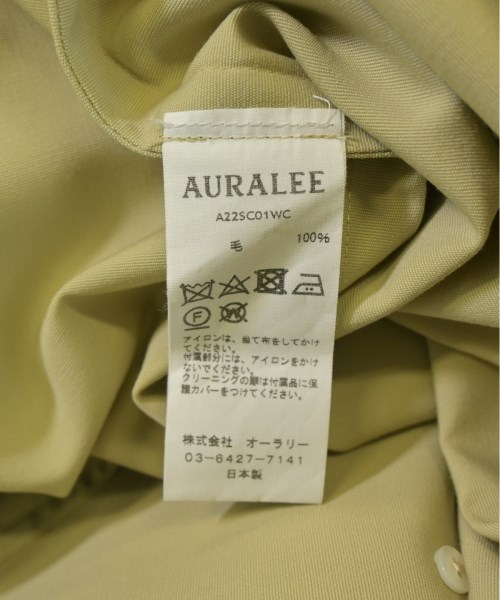 AURALEE
A22SC01WC
毛 100%
F W
アイロンは、当て布をしてかけ
てください。
付属部分には、アイロンをかけ
ないでください。
クリーニングの際は付属品に保
護カバーをつけてください。
株式会社 オーラリー
03-6427-7141
日本製